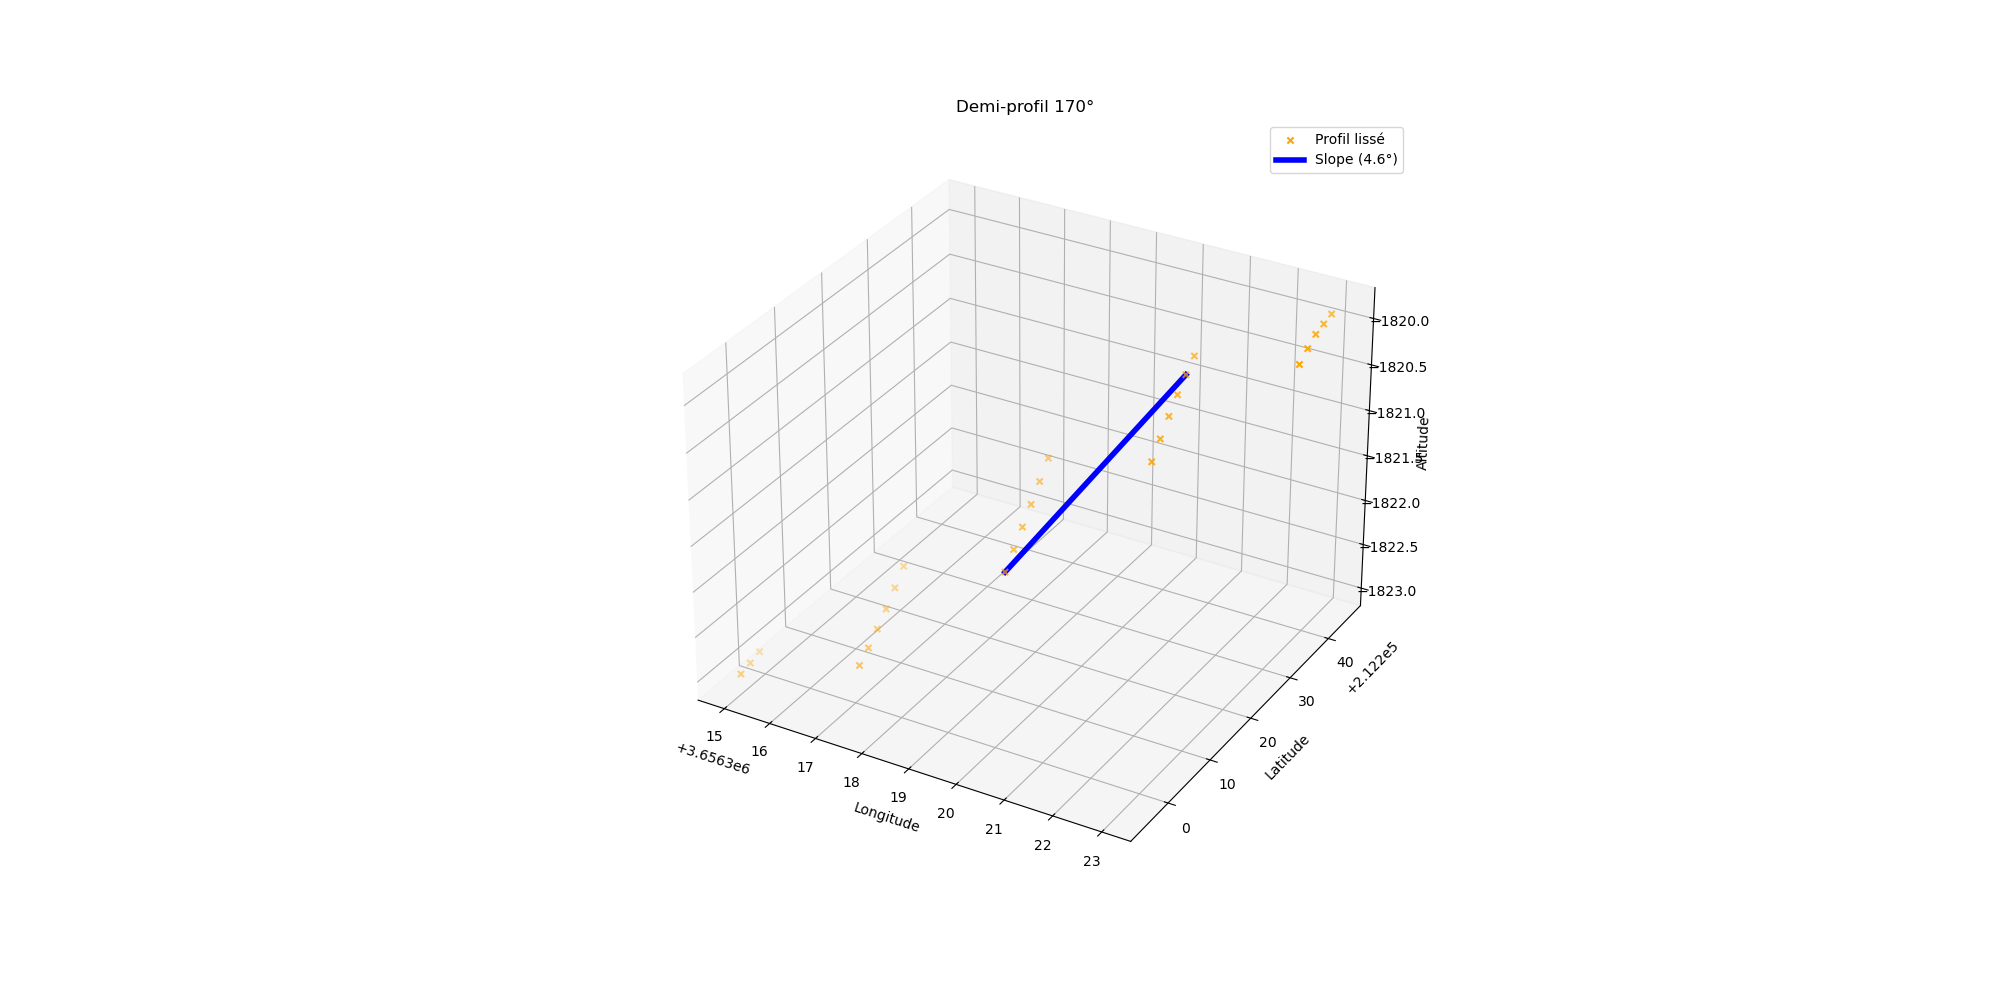 Demi-profil 170°
Profil lissé
Slope (4.6°)
−1820.0
−1820.5
−1821.0
−1821.5
−1822.0
−1822.5
−1823.0
Altitude
40
30
20
10
0
+2.122e5
Latitude
15
16
17
18
19
20
21
22
23
+3.6563e6
Longitude